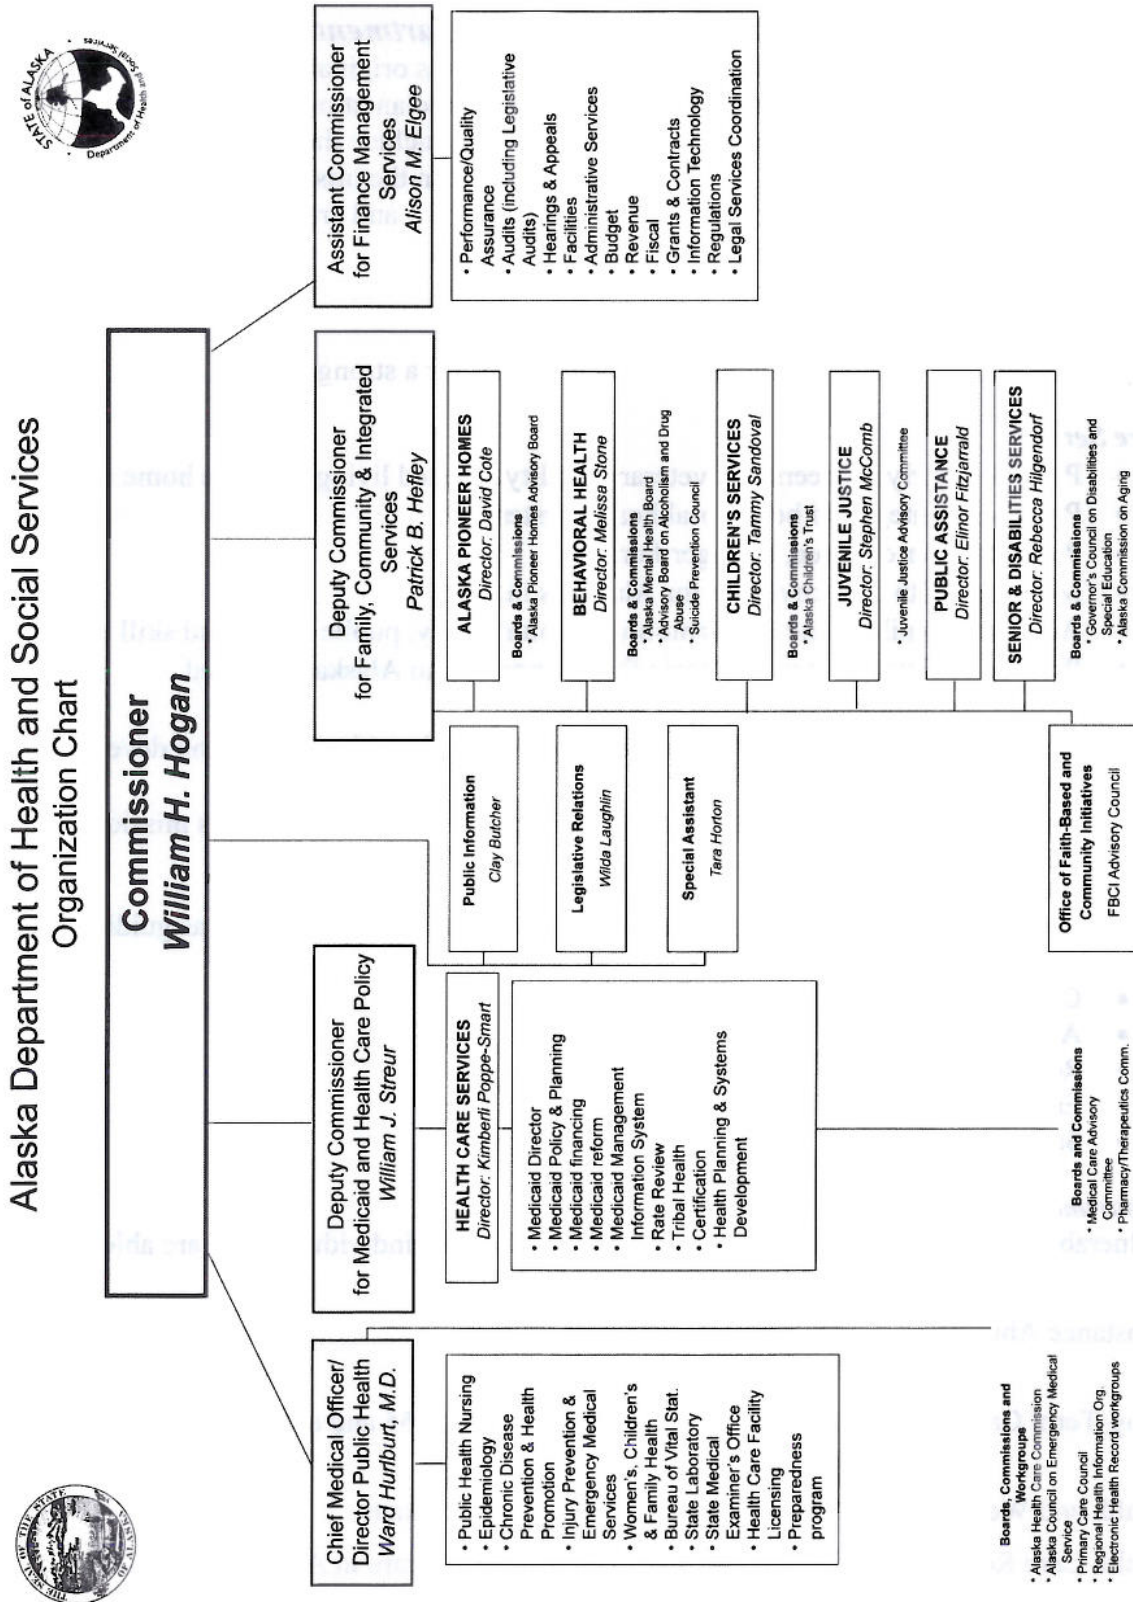 Alaska Department of Health and Social Services
Organization Chart
STATE of ALASKA
Department of Health and Social Services
Commissioner
William H. Hogan
Chief Medical Officer/
Director Public Health
Ward Hurlburt, M.D.
• Public Health Nursing
• Epidemiology
• Chronic Disease
Prevention & Health
Promotion
• Injury Prevention &
Emergency Medical
Services
• Women's, Children's
& Family Health
• Bureau of Vital Stat.
• State Laboratory
• State Medical
Examiner's Office
• Health Care Facility
Licensing
• Preparedness
program
Boards, Commissions and
Workgroups
* Alaska Health Care Commission
* Alaska Council on Emergency Medical
Service
* Primary Care Council
* Regional Health Information Org.
* Electronic Health Record workgroups
Deputy Commissioner
for Medicaid and Health Care Policy
William J. Streur
HEALTH CARE SERVICES
Director: Kimberli Poppe-Smart
• Medicaid Director
• Medicaid Policy & Planning
• Medicaid financing
• Medicaid reform
• Medicaid Management
Information System
• Rate Review
• Tribal Health
• Certification
• Health Planning & Systems
Development
Boards and Commissions
* Medical Care Advisory
Committee
* Pharmacy/Therapeutics Comm.
Public Information
Clay Butcher
Legislative Relations
Wilda Laughlin
Special Assistant
Tara Horton
Deputy Commissioner
for Family, Community & Integrated
Services
Patrick B. Hefley
ALASKA PIONEER HOMES
Director: David Cote
Boards & Commissions
* Alaska Pioneer Homes Advisory Board
BEHAVIORAL HEALTH
Director: Melissa Stone
Boards & Commissions
* Alaska Mental Health Board
* Advisory Board on Alcoholism and Drug
Abuse
* Suicide Prevention Council
CHILDREN'S SERVICES
Director: Tammy Sandoval
Boards & Commissions
* Alaska Children's Trust
JUVENILE JUSTICE
Director: Stephen McComb
* Juvenile Justice Advisory Committee
PUBLIC ASSISTANCE
Director: Elinor Fitzjarrald
SENIOR & DISABILITIES SERVICES
Director: Rebecca Hilgendorf
Boards & Commissions
* Governor's Council on Disabilities and
Special Education
* Alaska Commission on Aging
Office of Faith-Based and
Community Initiatives
FBCI Advisory Council
Assistant Commissioner
for Finance Management
Services
Alison M. Elgee
• Performance/Quality
Assurance
• Audits (including Legislative
Audits)
• Hearings & Appeals
• Facilities
• Administrative Services
• Budget
• Revenue
• Fiscal
• Grants & Contracts
• Information Technology
• Regulations
• Legal Services Coordination